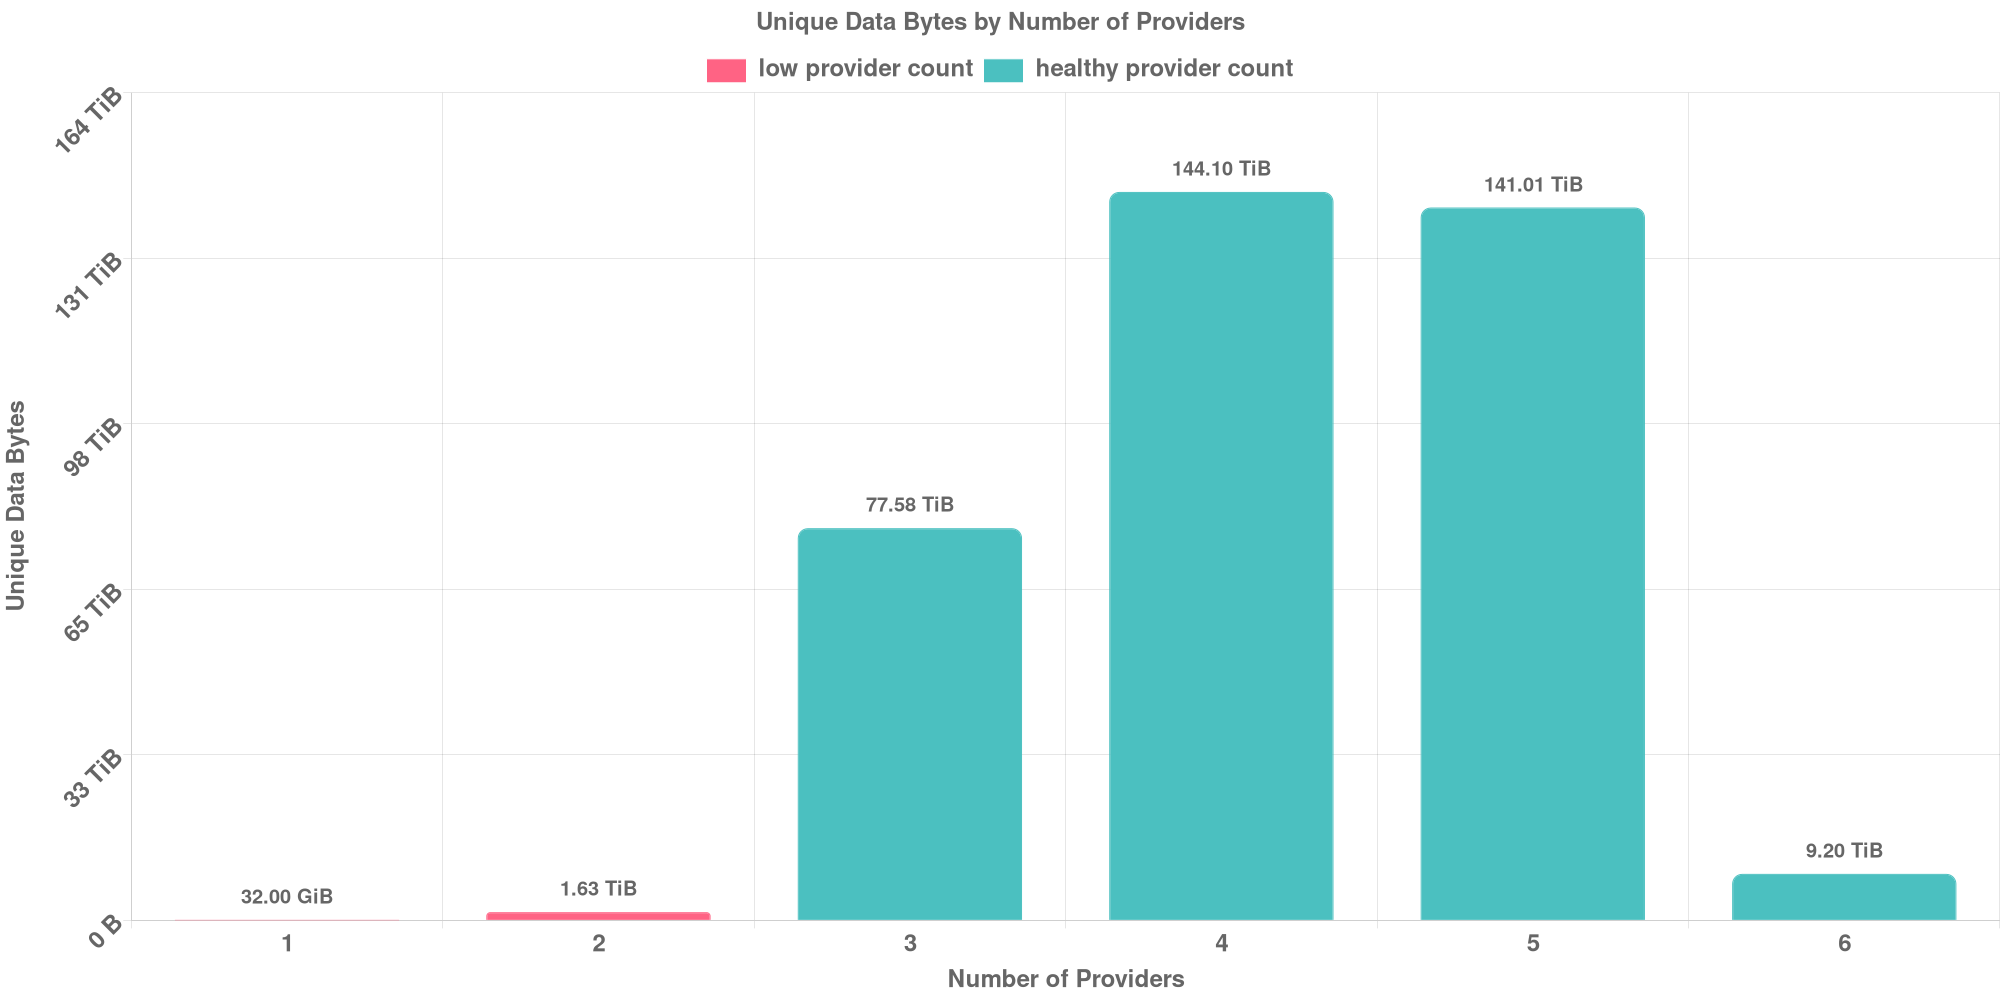 Unique Data Bytes by Number of Providers
low provider count healthy provider count
164 TiB
131 TiB
98 TiB
65 TiB
33 TiB
0 B
Unique Data Bytes
32.00 GiB
1.63 TiB
77.58 TiB
144.10 TiB
141.01 TiB
9.20 TiB
1 2 3 4 5 6
Number of Providers